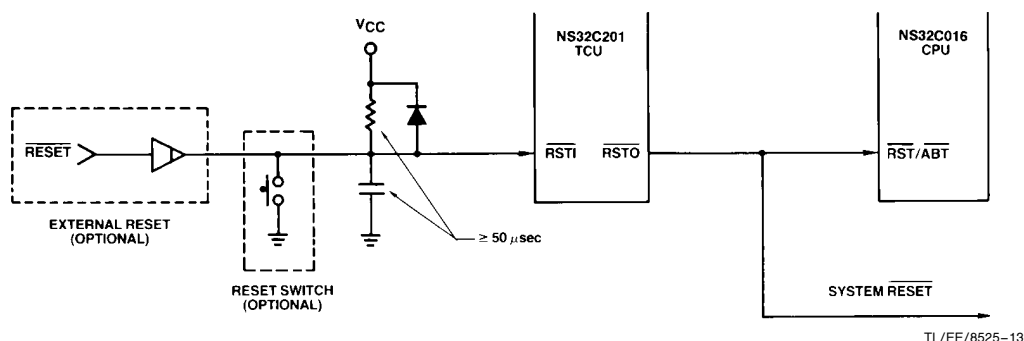 VCC
NS32C201
TCU
NS32C016
CPU
RESET
RSTI
RSTO
RST/ABT
EXTERNAL RESET
(OPTIONAL)
≥ 50 μsec
RESET SWITCH
(OPTIONAL)
SYSTEM RESET
TL/EE/8525–13